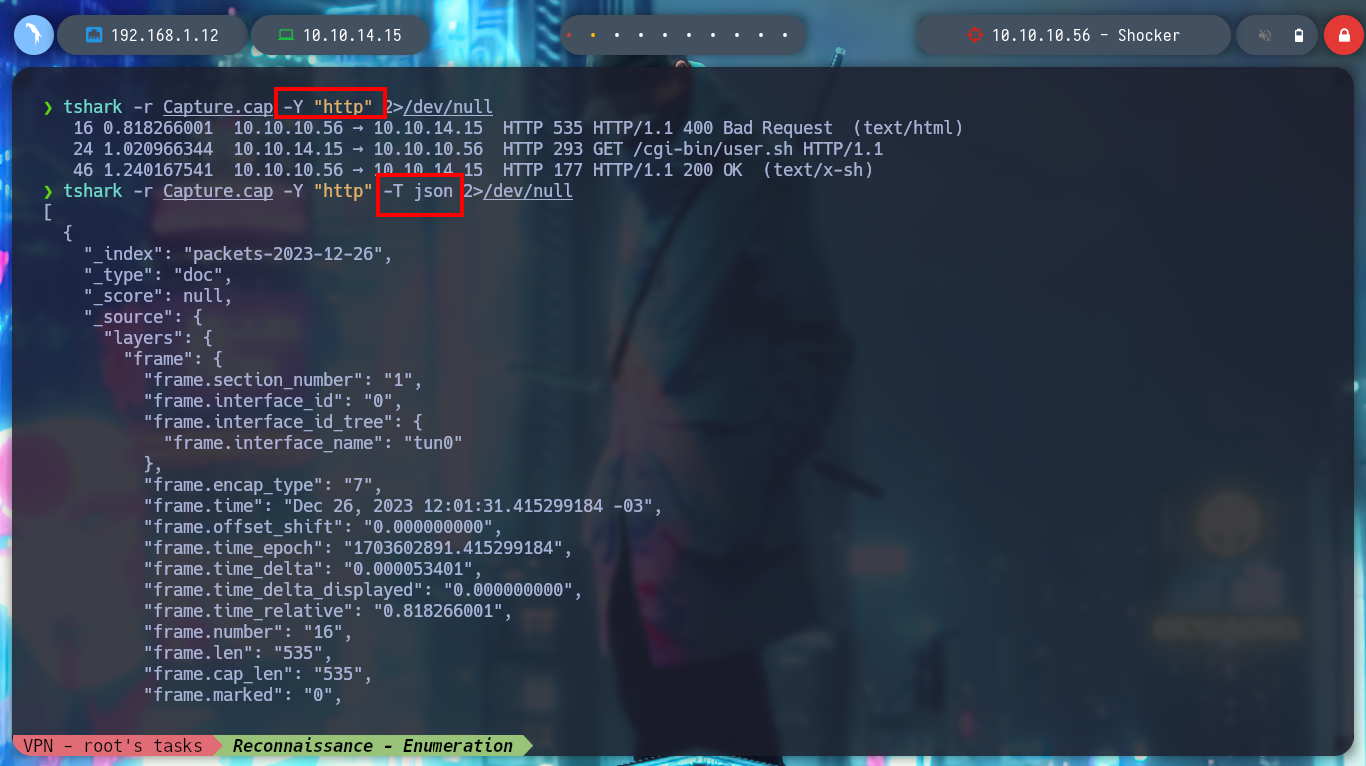 192.168.1.12
10.10.14.15
10.10.10.56 - Shocker
❯ tshark -r Capture.cap -Y "http" 2>/dev/null
16 0.818266001  10.10.10.56 → 10.10.14.15  HTTP 535 HTTP/1.1 400 Bad Request  (text/html)
24 1.020966344  10.10.14.15 → 10.10.10.56  HTTP 293 GET /cgi-bin/user.sh HTTP/1.1
46 1.240167541  10.10.10.56 → 10.10.14.15  HTTP 177 HTTP/1.1 200 OK  (text/x-sh)
❯ tshark -r Capture.cap -Y "http" -T json 2>/dev/null
[
  {
    "_index": "packets-2023-12-26",
    "_type": "doc",
    "_score": null,
    "_source": {
      "layers": {
        "frame": {
          "frame.section_number": "1",
          "frame.interface_id": "0",
          "frame.interface_id_tree": {
            "frame.interface_name": "tun0"
          },
          "frame.encap_type": "7",
          "frame.time": "Dec 26, 2023 12:01:31.415299184 -03",
          "frame.offset_shift": "0.000000000",
          "frame.time_epoch": "1703602891.415299184",
          "frame.time_delta": "0.000053401",
          "frame.time_delta_displayed": "0.000000000",
          "frame.time_relative": "0.818266001",
          "frame.number": "16",
          "frame.len": "535",
          "frame.cap_len": "535",
          "frame.marked": "0",
VPN - root's tasks
Reconnaissance - Enumeration